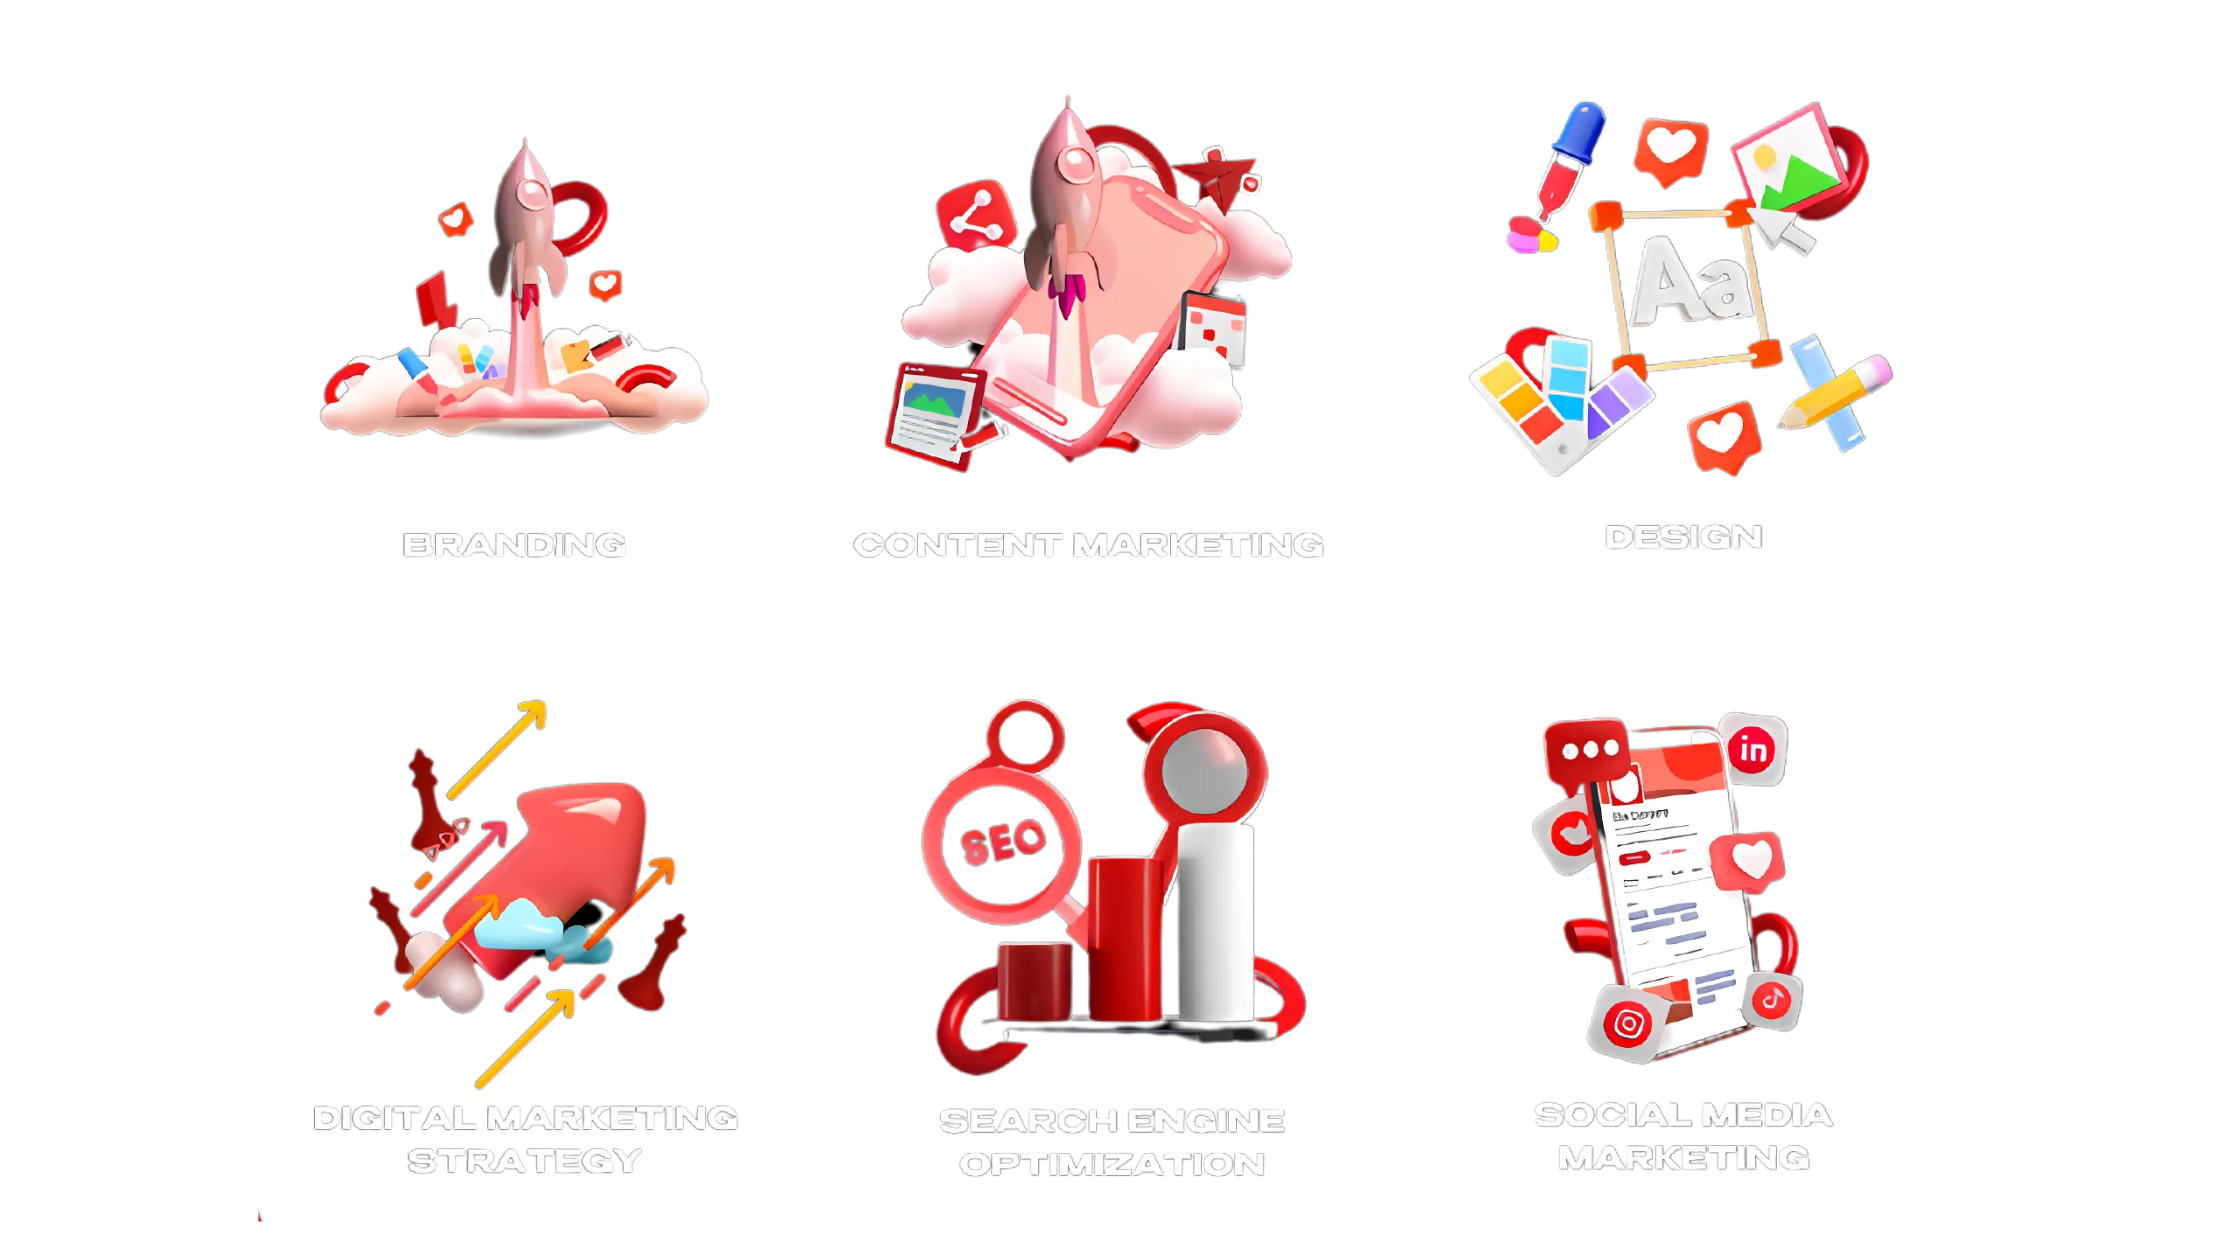 Aa
BRANDING
CONTENT MARKETING
DESIGN
SEO
in
DIGITAL MARKETING
STRATEGY
SEARCH ENGINE
OPTIMIZATION
SOCIAL MEDIA
MARKETING